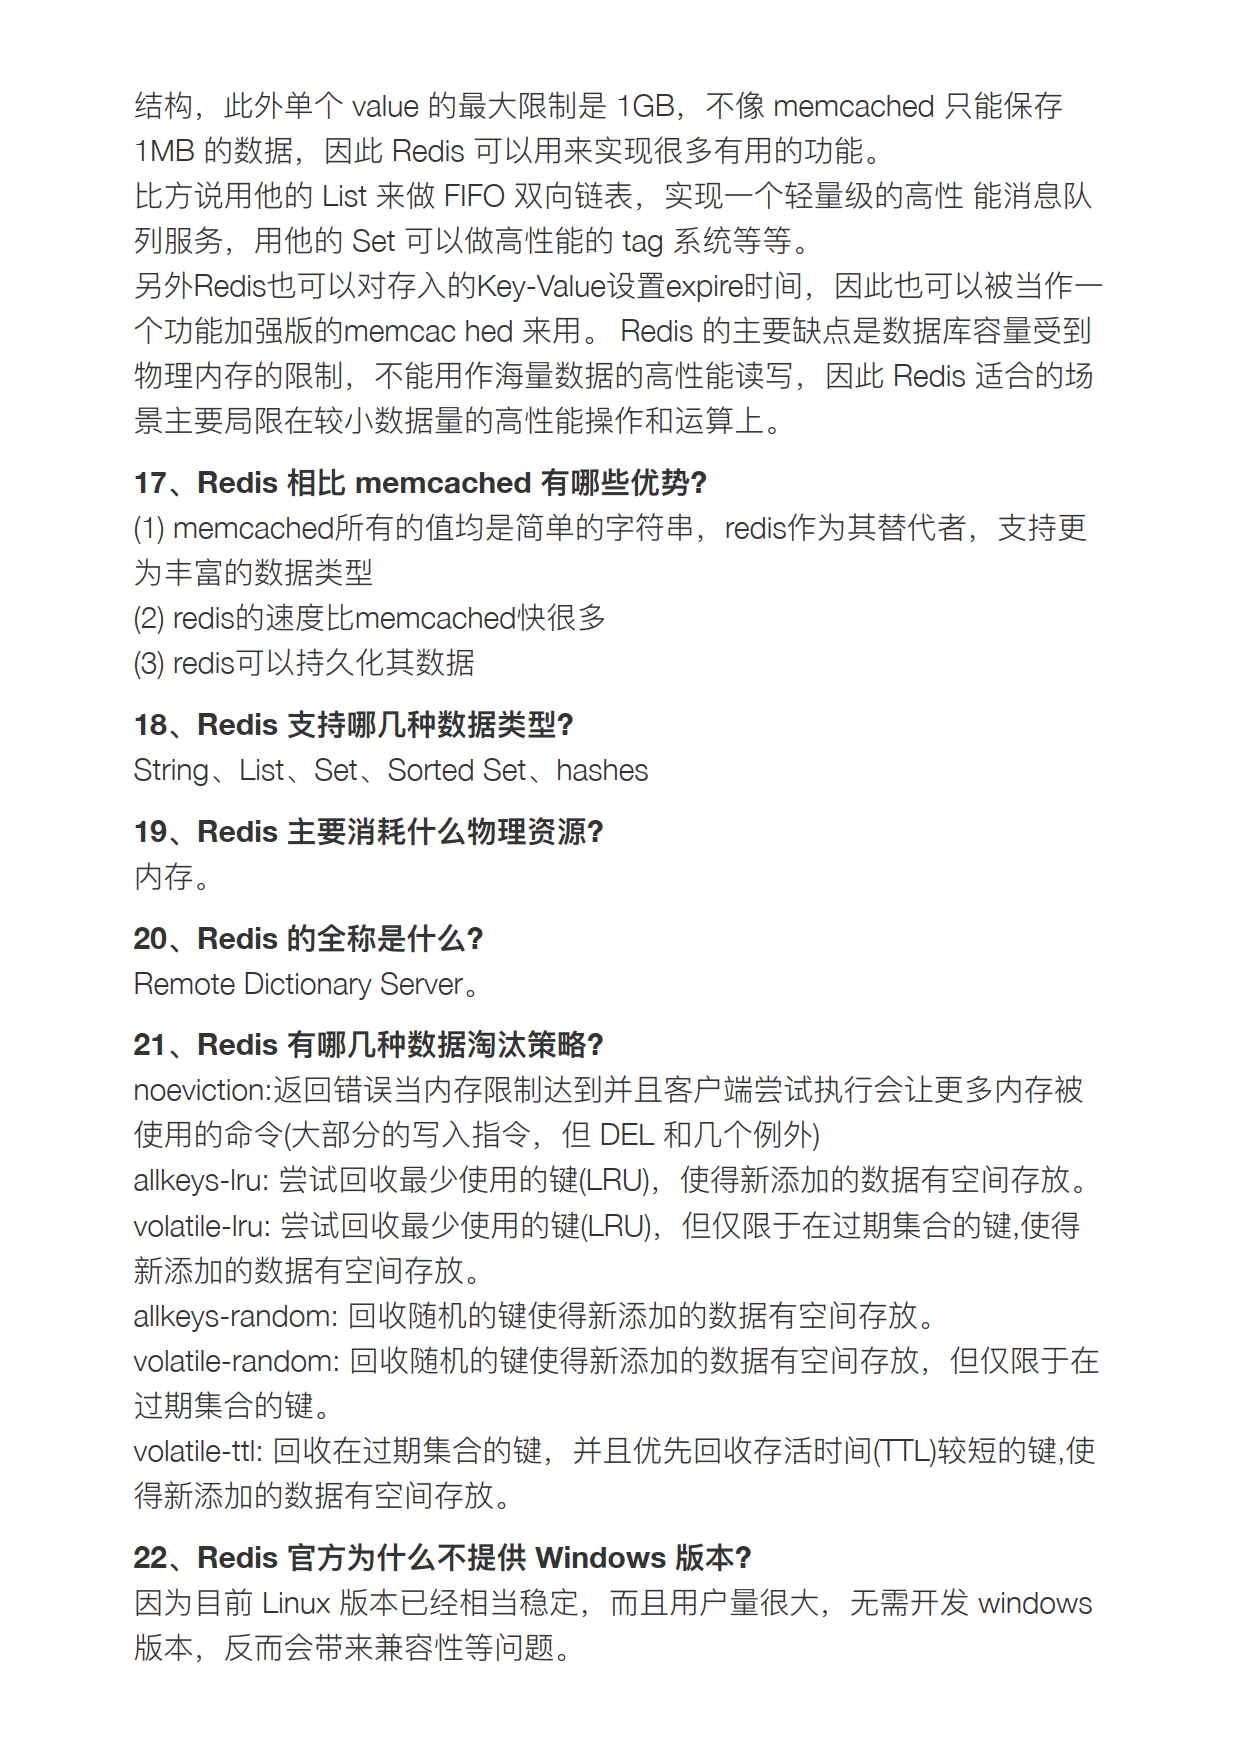 结构，此外单个 value 的最大限制是 1GB，不像 memcached 只能保存
1MB 的数据，因此 Redis 可以用来实现很多有用的功能。
比方说用他的 List 来做 FIFO 双向链表，实现一个轻量级的高性 能消息队
列服务，用他的 Set 可以做高性能的 tag 系统等等。
另外Redis也可以对存入的Key-Value设置expire时间，因此也可以被当作一
个功能加强版的memcac hed 来用。 Redis 的主要缺点是数据库容量受到
物理内存的限制，不能用作海量数据的高性能读写，因此 Redis 适合的场
景主要局限在较小数据量的高性能操作和运算上。
17、Redis 相比 memcached 有哪些优势?
(1) memcached所有的值均是简单的字符串，redis作为其替代者，支持更
为丰富的数据类型
(2) redis的速度比memcached快很多
(3) redis可以持久化其数据
18、Redis 支持哪几种数据类型?
String、List、Set、Sorted Set、hashes
19、Redis 主要消耗什么物理资源?
内存。
20、Redis 的全称是什么?
Remote Dictionary Server。
21、Redis 有哪几种数据淘汰策略?
noeviction:返回错误当内存限制达到并且客户端尝试执行会让更多内存被
使用的命令(大部分的写入指令，但 DEL 和几个例外)
allkeys-lru: 尝试回收最少使用的键(LRU)，使得新添加的数据有空间存放。
volatile-lru: 尝试回收最少使用的键(LRU)，但仅限于在过期集合的键,使得
新添加的数据有空间存放。
allkeys-random: 回收随机的键使得新添加的数据有空间存放。
volatile-random: 回收随机的键使得新添加的数据有空间存放，但仅限于在
过期集合的键。
volatile-ttl: 回收在过期集合的键，并且优先回收存活时间(TTL)较短的键,使
得新添加的数据有空间存放。
22、Redis 官方为什么不提供 Windows 版本?
因为目前 Linux 版本已经相当稳定，而且用户量很大，无需开发 windows
版本，反而会带来兼容性等问题。